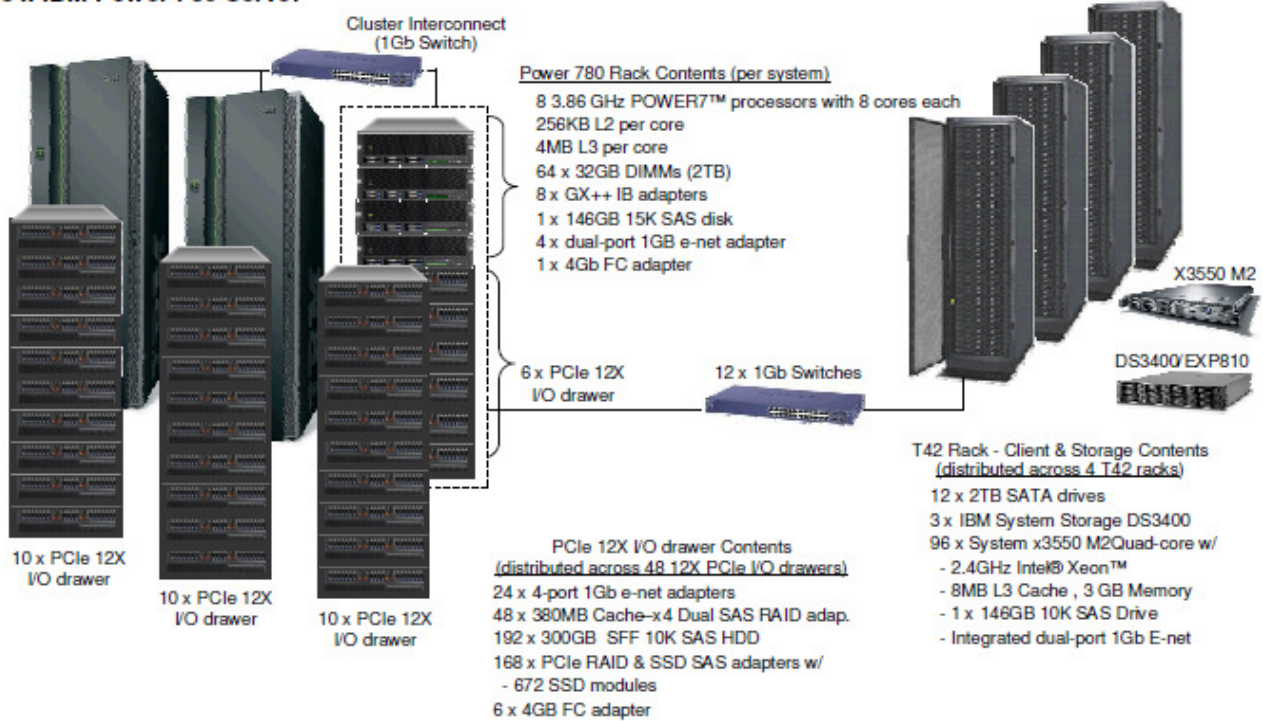 Cluster Interconnect
(1Gb Switch)
Power 780 Rack Contents (per system)
8 3.86 GHz POWER7™ processors with 8 cores each
256KB L2 per core
4MB L3 per core
64 x 32GB DIMMs (2TB)
8 x GX++ IB adapters
1 x 146GB 15K SAS disk
4 x dual-port 1GB e-net adapter
1 x 4Gb FC adapter
X3550 M2
DS3400/EXP810
6 x PCIe 12X
I/O drawer
12 x 1Gb Switches
T42 Rack - Client & Storage Contents
(distributed across 4 T42 racks)
12 x 2TB SATA drives
3 x IBM System Storage DS3400
96 x System x3550 M2Quad-core w/
- 2.4GHz Intel® Xeon™
- 8MB L3 Cache , 3 GB Memory
- 1 x 146GB 10K SAS Drive
- Integrated dual-port 1Gb E-net
10 x PCIe 12X
I/O drawer
10 x PCIe 12X
I/O drawer
10 x PCIe 12X
I/O drawer
PCIe 12X I/O drawer Contents
(distributed across 48 12X PCIe I/O drawers)
24 x 4-port 1Gb e-net adapters
48 x 380MB Cache–x4 Dual SAS RAID adap.
192 x 300GB SFF 10K SAS HDD
168 x PCIe RAID & SSD SAS adapters w/
- 672 SSD modules
6 x 4GB FC adapter